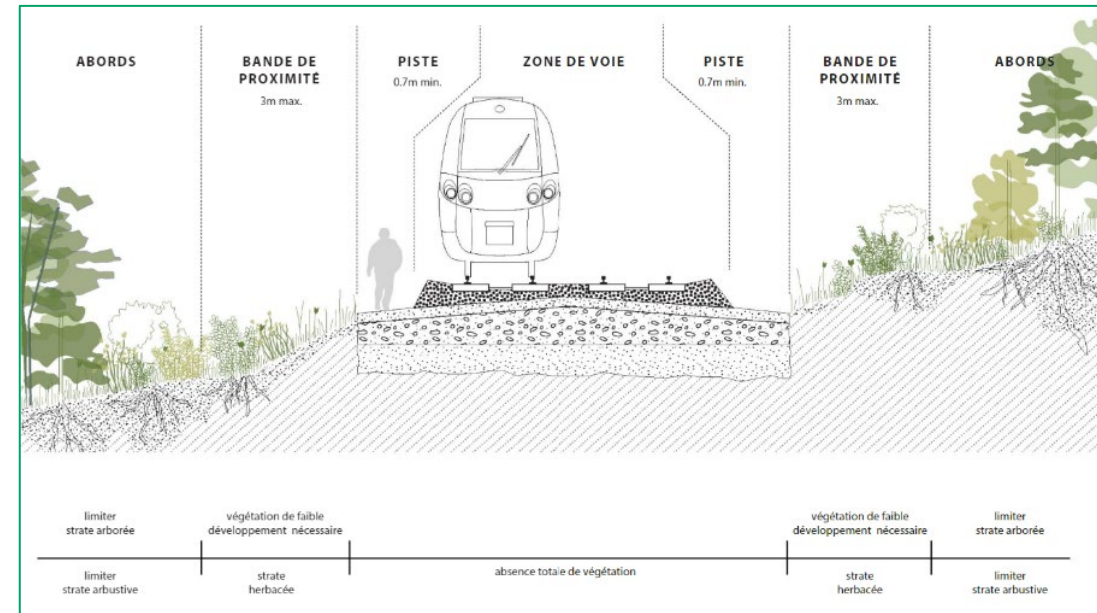 ABORDS
BANDE DE
PROXIMITÉ
3m max.
PISTE
0.7m min.
ZONE DE VOIE
PISTE
0.7m min.
BANDE DE
PROXIMITÉ
3m max.
ABORDS
limiter
strate arborée
végétation de faible
développement nécessaire
végétation de faible
développement nécessaire
limiter
strate arborée
limiter
strate arbustive
strate
herbacée
absence totale de végétation
strate
herbacée
limiter
strate arbustive